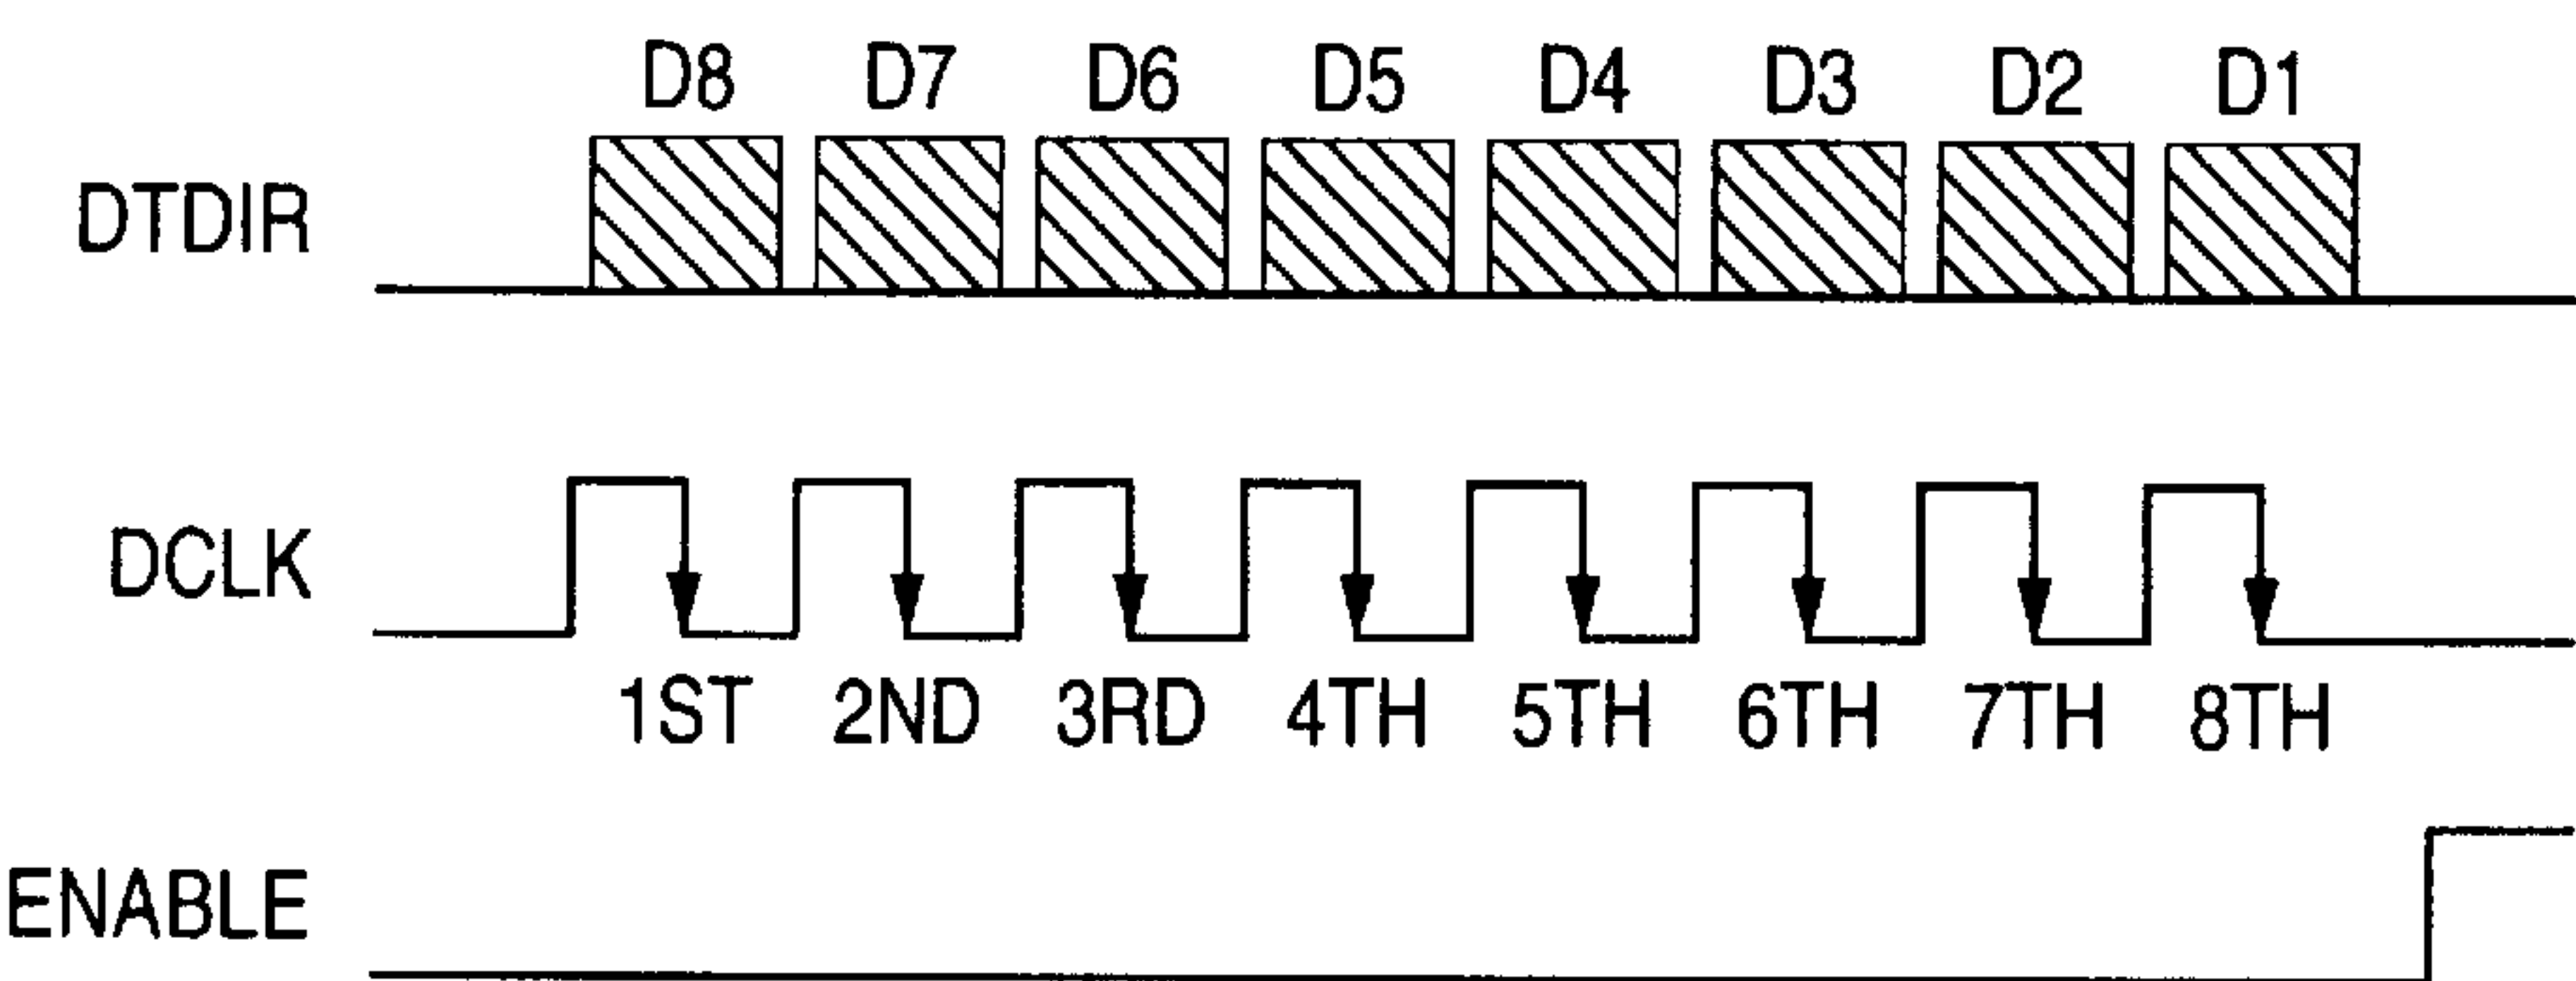 D8 D7 D6 D5 D4 D3 D2 D1
DTDIR
DCLK
1ST 2ND 3RD 4TH 5TH 6TH 7TH 8TH
ENABLE